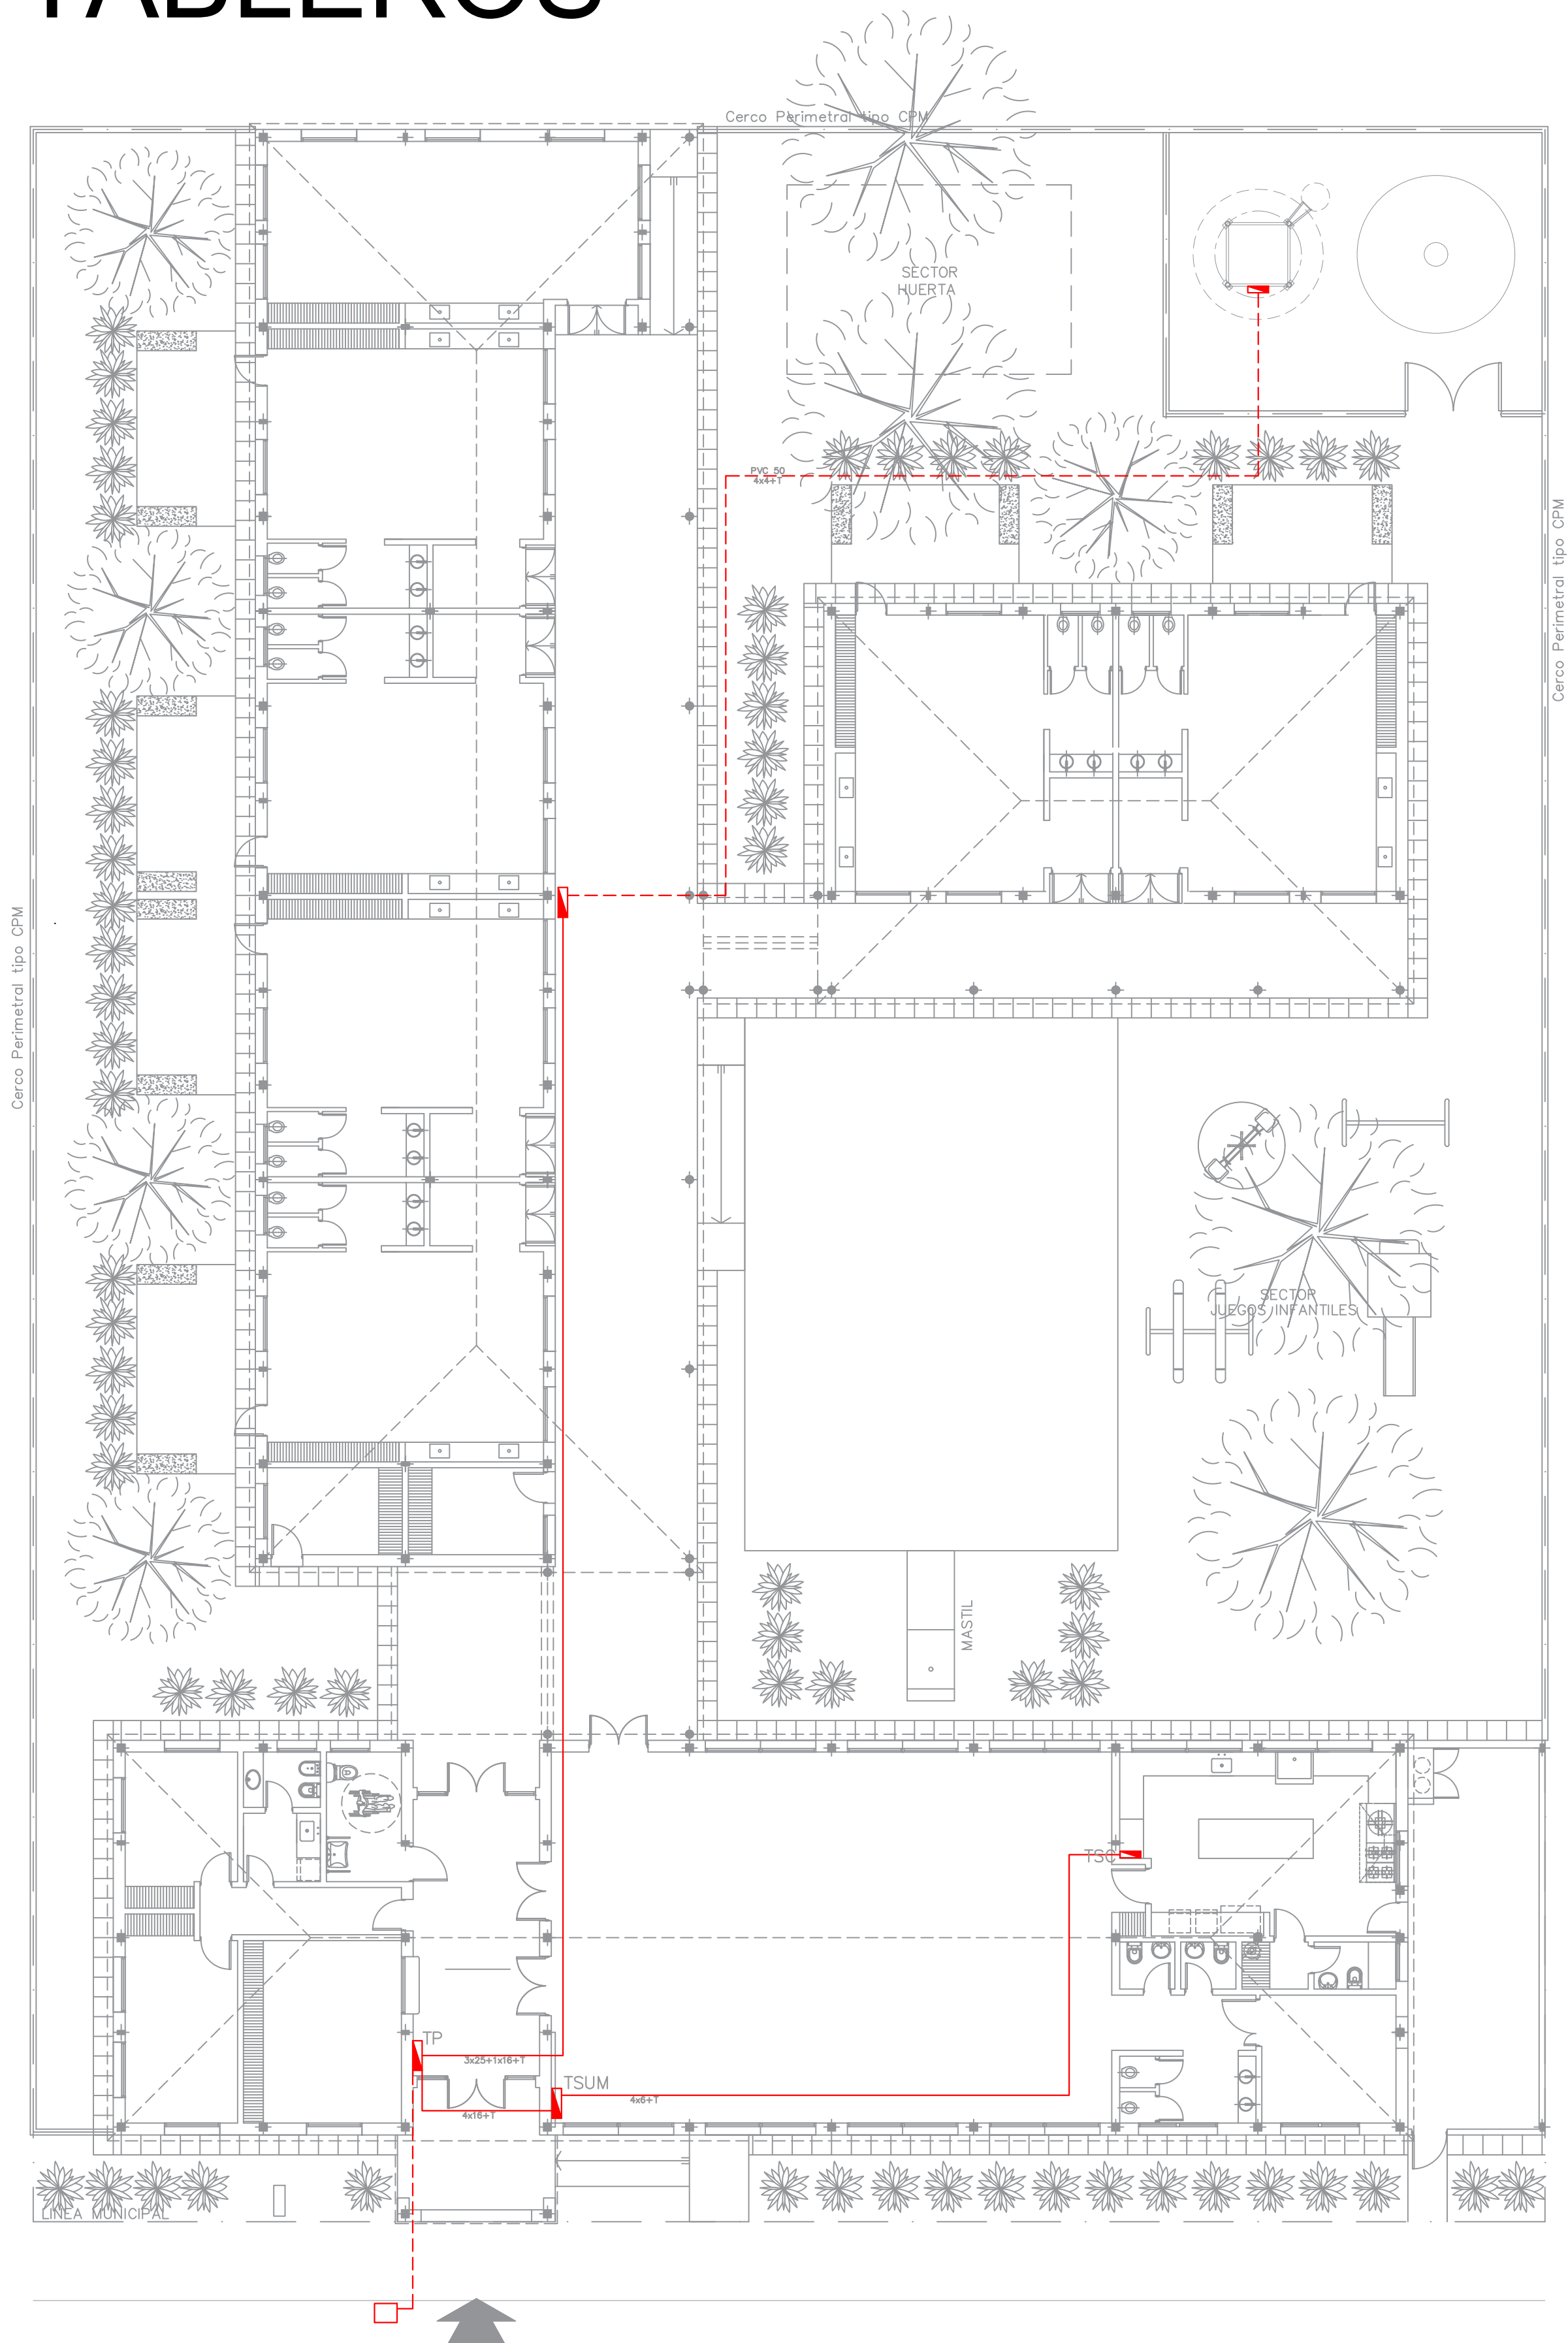 TABLEROS
Cerco Perimetral tipo CPM
SECTOR
HUERTA
PVC 50
4x4+T
Cerco Perimetral tipo CPM
Cerco Perimetral tipo CPM
SECTOR
JUEGOS INFANTILES
MASTIL
TSC
TP
3x25+1x16+T
TSUM
4x6+T
4x16+T
LINEA MUNICIPAL